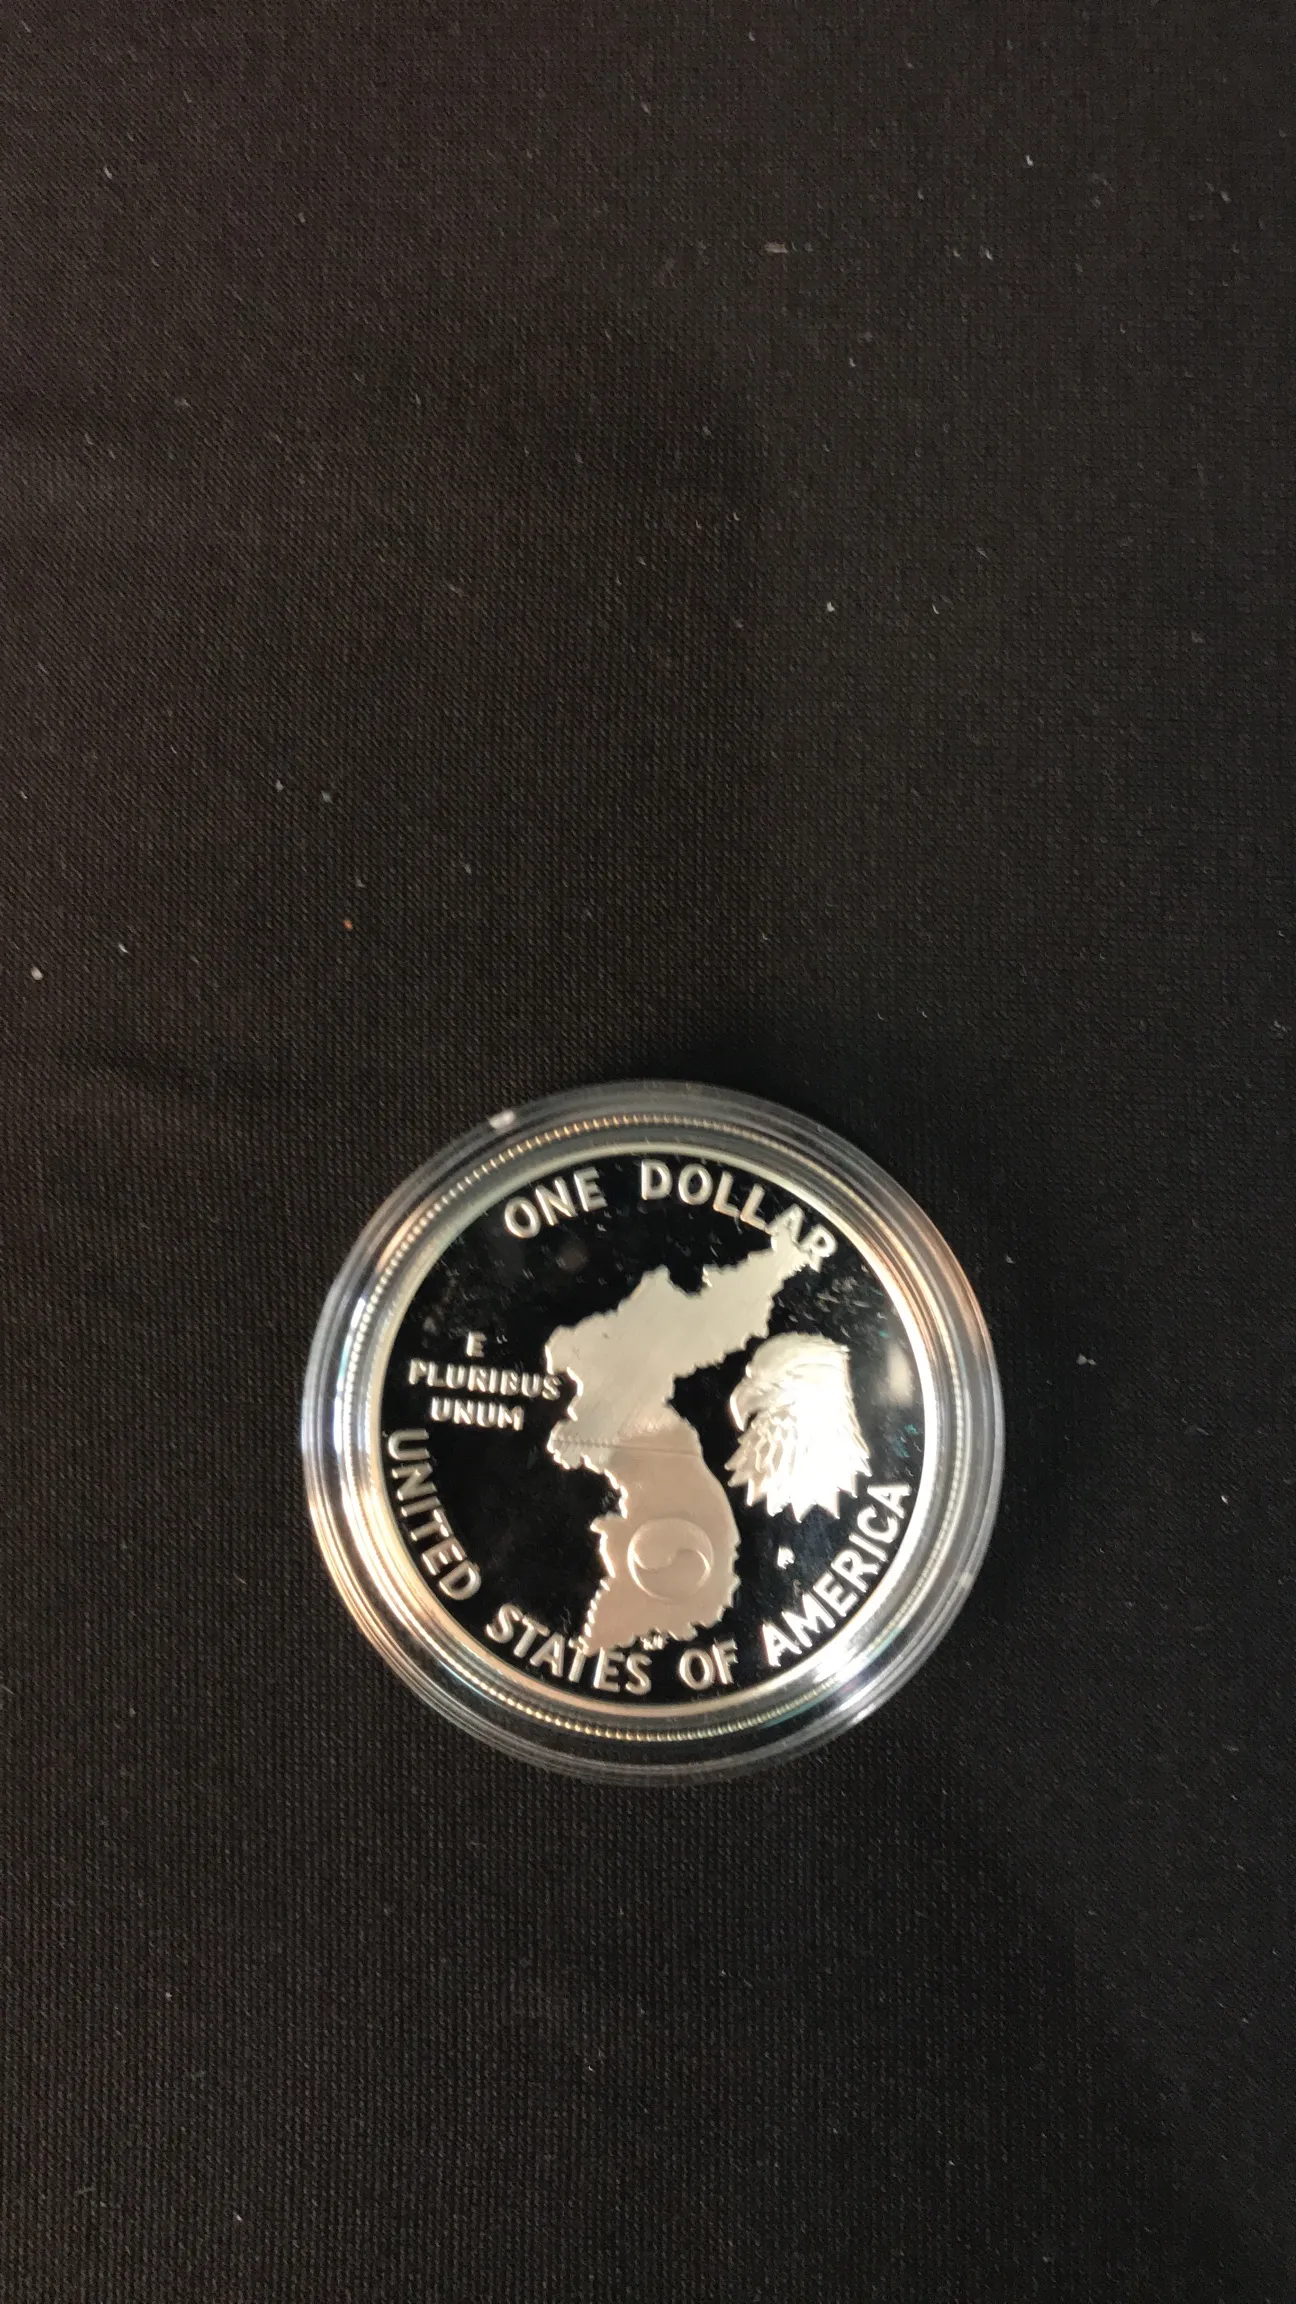 ONE DOLLAR
E
PLURIBUS
UNUM
UNITED STATES OF AMERICA
P